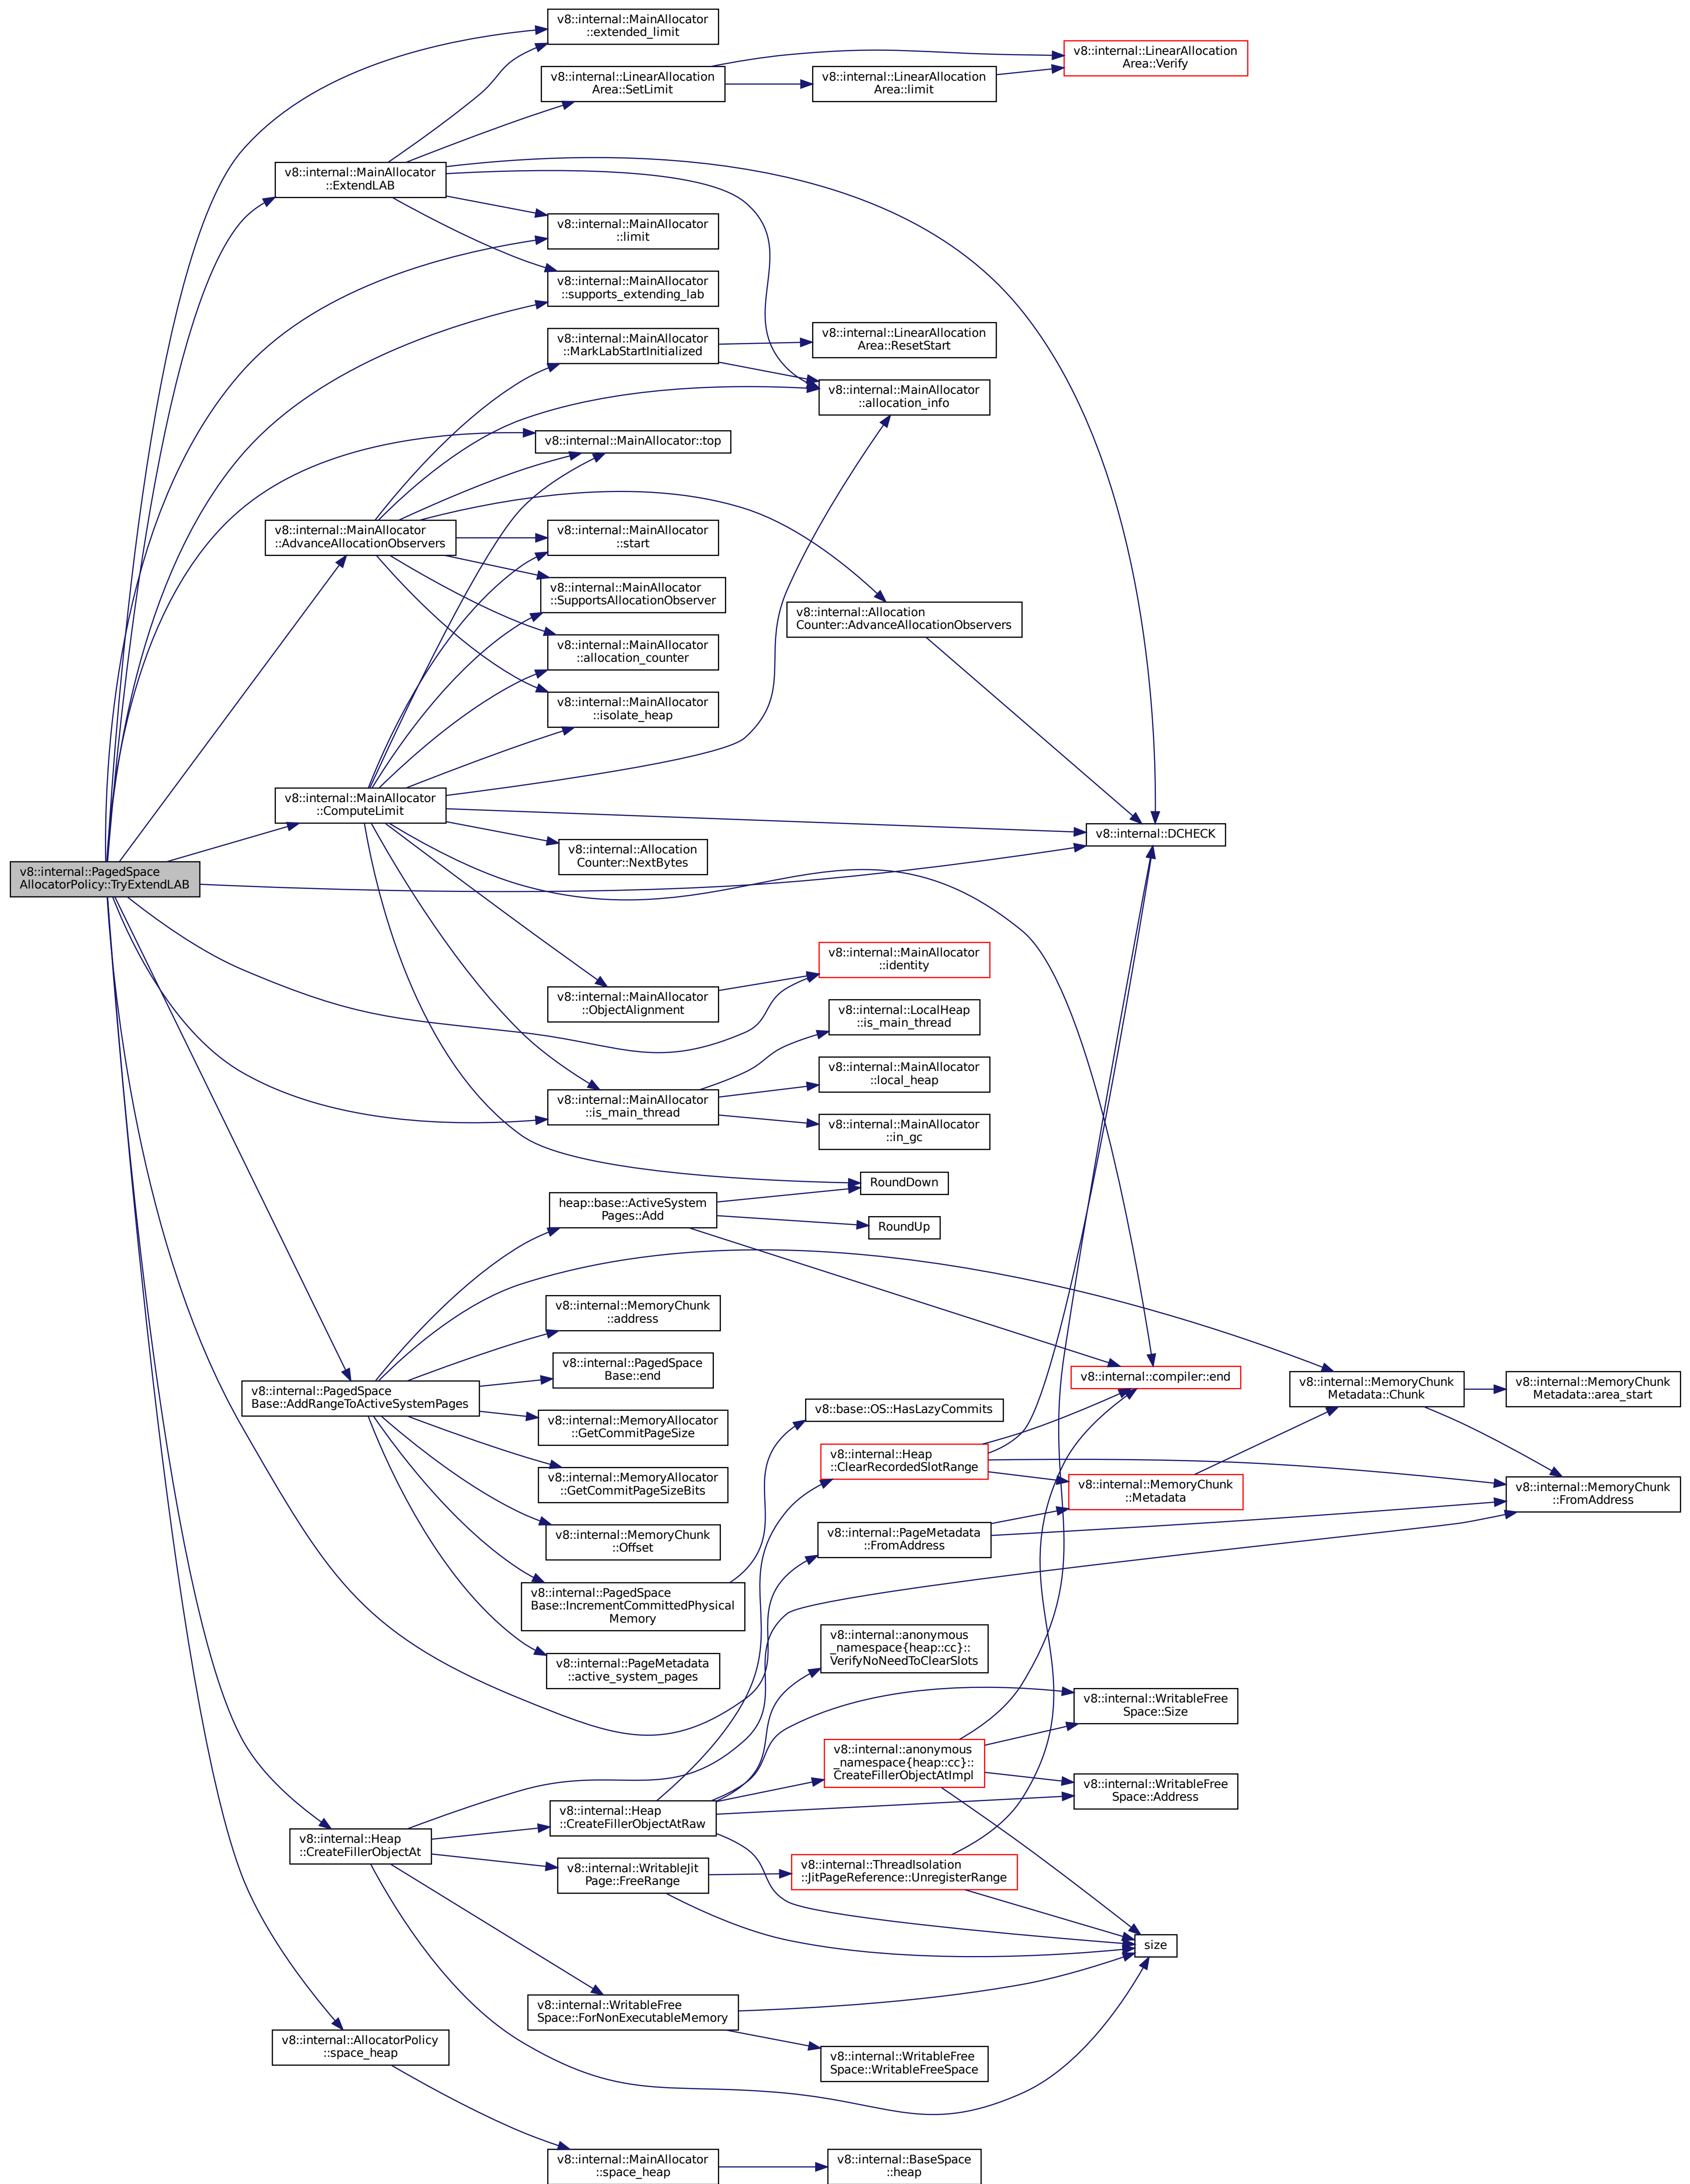 v8::internal::MainAllocator
::extended_limit
v8::internal::LinearAllocation
Area::Verify
v8::internal::LinearAllocation
Area::SetLimit
v8::internal::LinearAllocation
Area::limit
v8::internal::MainAllocator
::ExtendLAB
v8::internal::MainAllocator
::limit
v8::internal::MainAllocator
::supports_extending_lab
v8::internal::MainAllocator
::MarkLabStartInitialized
v8::internal::LinearAllocation
Area::ResetStart
v8::internal::MainAllocator
::allocation_info
v8::internal::MainAllocator::top
v8::internal::MainAllocator
::AdvanceAllocationObservers
v8::internal::MainAllocator
::start
v8::internal::MainAllocator
::SupportsAllocationObserver
v8::internal::Allocation
Counter::AdvanceAllocationObservers
v8::internal::MainAllocator
::allocation_counter
v8::internal::MainAllocator
::isolate_heap
v8::internal::MainAllocator
::ComputeLimit
v8::internal::DCHECK
v8::internal::Allocation
Counter::NextBytes
v8::internal::PagedSpace
AllocatorPolicy::TryExtendLAB
v8::internal::MainAllocator
::identity
v8::internal::MainAllocator
::ObjectAlignment
v8::internal::LocalHeap
::is_main_thread
v8::internal::MainAllocator
::local_heap
v8::internal::MainAllocator
::is_main_thread
v8::internal::MainAllocator
::in_gc
RoundDown
heap::base::ActiveSystem
Pages::Add
RoundUp
v8::internal::MemoryChunk
::address
v8::internal::PagedSpace
Base::end
v8::internal::compiler::end
v8::internal::MemoryChunk
Metadata::Chunk
v8::internal::MemoryChunk
Metadata::area_start
v8::internal::PagedSpace
Base::AddRangeToActiveSystemPages
v8::base::OS::HasLazyCommits
v8::internal::MemoryAllocator
::GetCommitPageSize
v8::internal::Heap
::ClearRecordedSlotRange
v8::internal::MemoryAllocator
::GetCommitPageSizeBits
v8::internal::MemoryChunk
::Metadata
v8::internal::MemoryChunk
::FromAddress
v8::internal::MemoryChunk
::Offset
v8::internal::PageMetadata
::FromAddress
v8::internal::PagedSpace
Base::IncrementCommittedPhysical
Memory
v8::internal::anonymous
_namespace{heap::cc}::
VerifyNoNeedToClearSlots
v8::internal::PageMetadata
::active_system_pages
v8::internal::WritableFree
Space::Size
v8::internal::anonymous
_namespace{heap::cc}::
CreateFillerObjectAtImpl
v8::internal::WritableFree
Space::Address
v8::internal::Heap
::CreateFillerObjectAtRaw
v8::internal::Heap
::CreateFillerObjectAt
v8::internal::WritableJit
Page::FreeRange
v8::internal::ThreadIsolation
::JitPageReference::UnregisterRange
size
v8::internal::WritableFree
Space::ForNonExecutableMemory
v8::internal::AllocatorPolicy
::space_heap
v8::internal::WritableFree
Space::WritableFreeSpace
v8::internal::MainAllocator
::space_heap
v8::internal::BaseSpace
::heap